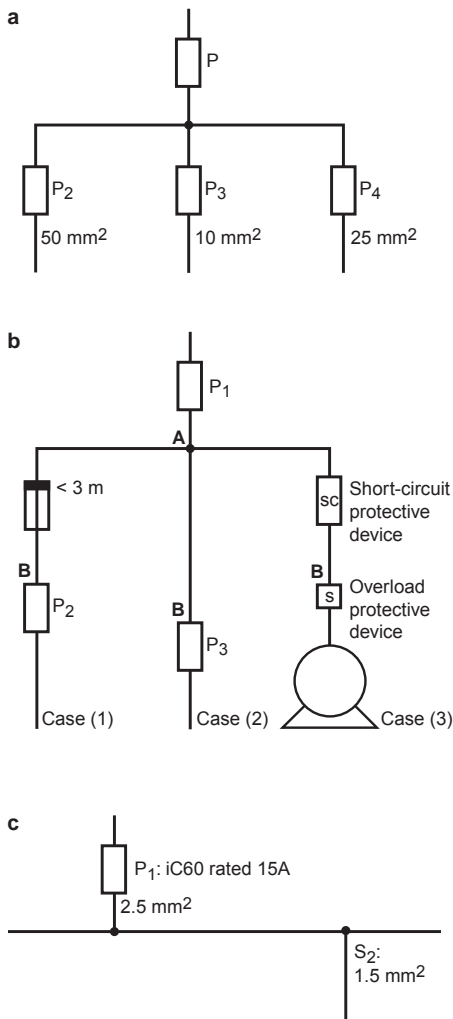 a
P
P₂
P₃
P₄
50 mm²
10 mm²
25 mm²
b
P₁
A
< 3 m
SC
Short-circuit
protective
device
B
B
B
P₂
P₃
S
Overload
protective
device
Case (1)
Case (2)
Case (3)
c
P₁: iC60 rated 15A
2.5 mm²
S₂:
1.5 mm²